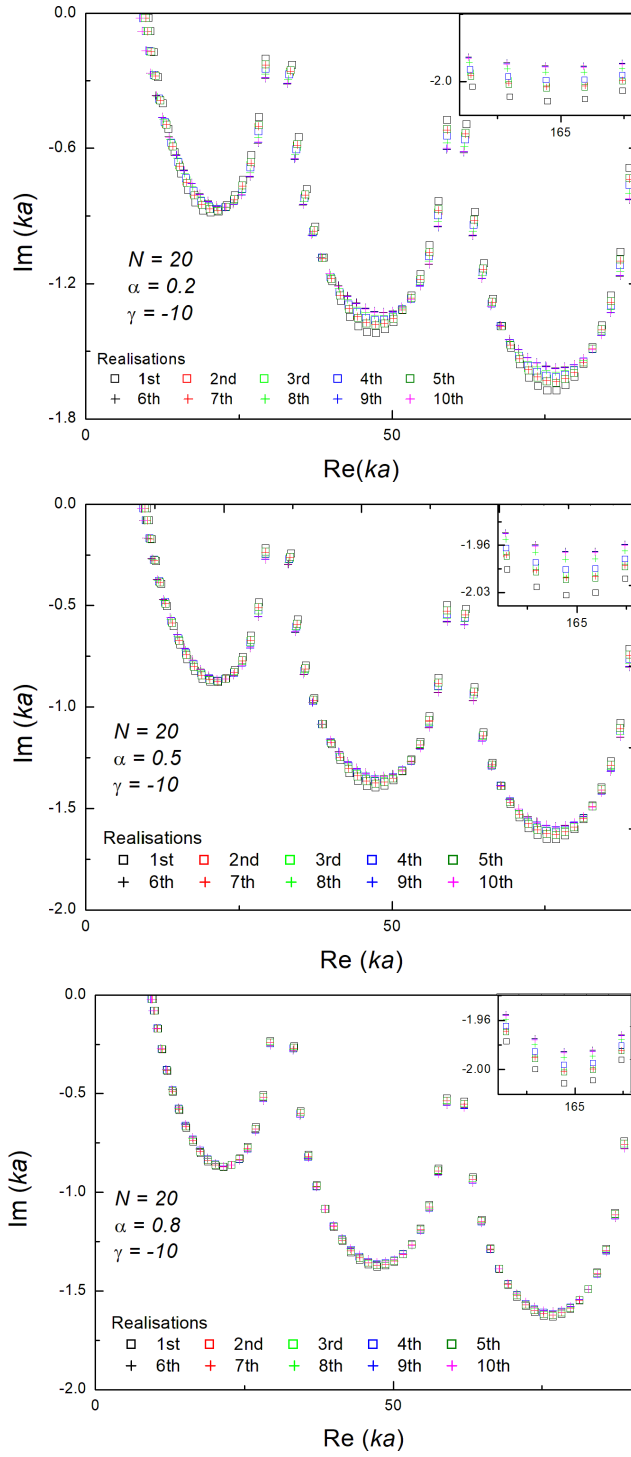 0.0
-0.6
-1.2
-1.8
Im (ka)
-2.0
165
N = 20
α = 0.2
γ = -10
Realisations
1st 2nd 3rd 4th 5th
6th 7th 8th 9th 10th
0 50
Re(ka)
0.0
-0.5
-1.0
-1.5
-2.0
Im (ka)
-1.96
-2.03
165
N = 20
α = 0.5
γ = -10
Realisations
1st 2nd 3rd 4th 5th
6th 7th 8th 9th 10th
0 50
Re (ka)
0.0
-0.5
-1.0
-1.5
-2.0
Im (ka)
-1.96
-2.00
165
N = 20
α = 0.8
γ = -10
Realisations
1st 2nd 3rd 4th 5th
6th 7th 8th 9th 10th
0 50
Re (ka)